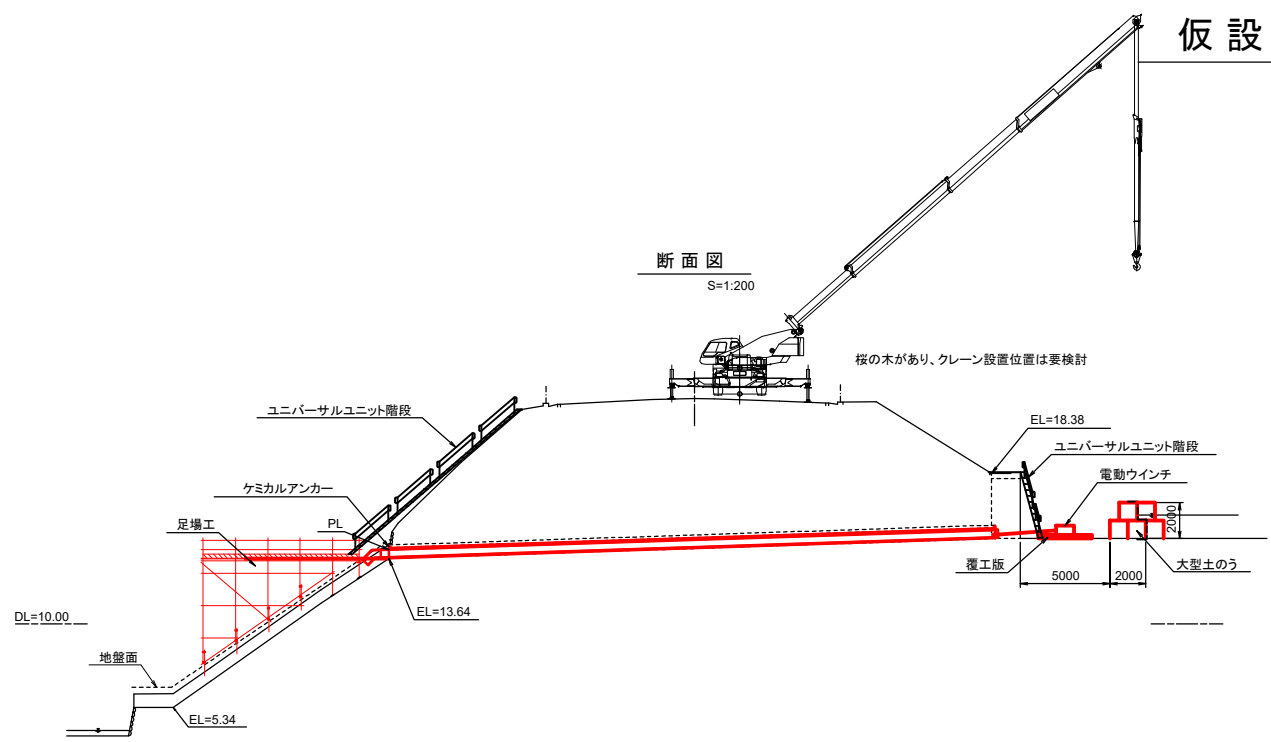 仮設
断面図
S=1:200
桜の木があり、クレーン設置位置は要検討
ユニバーサルユニット階段
EL=18.38
ユニバーサルユニット階段
電動ウインチ
ケミカルアンカー
足場工
PL
2000
覆工版
大型土のう
5000
2000
EL=13.64
DL=10.00
地盤面
EL=5.34